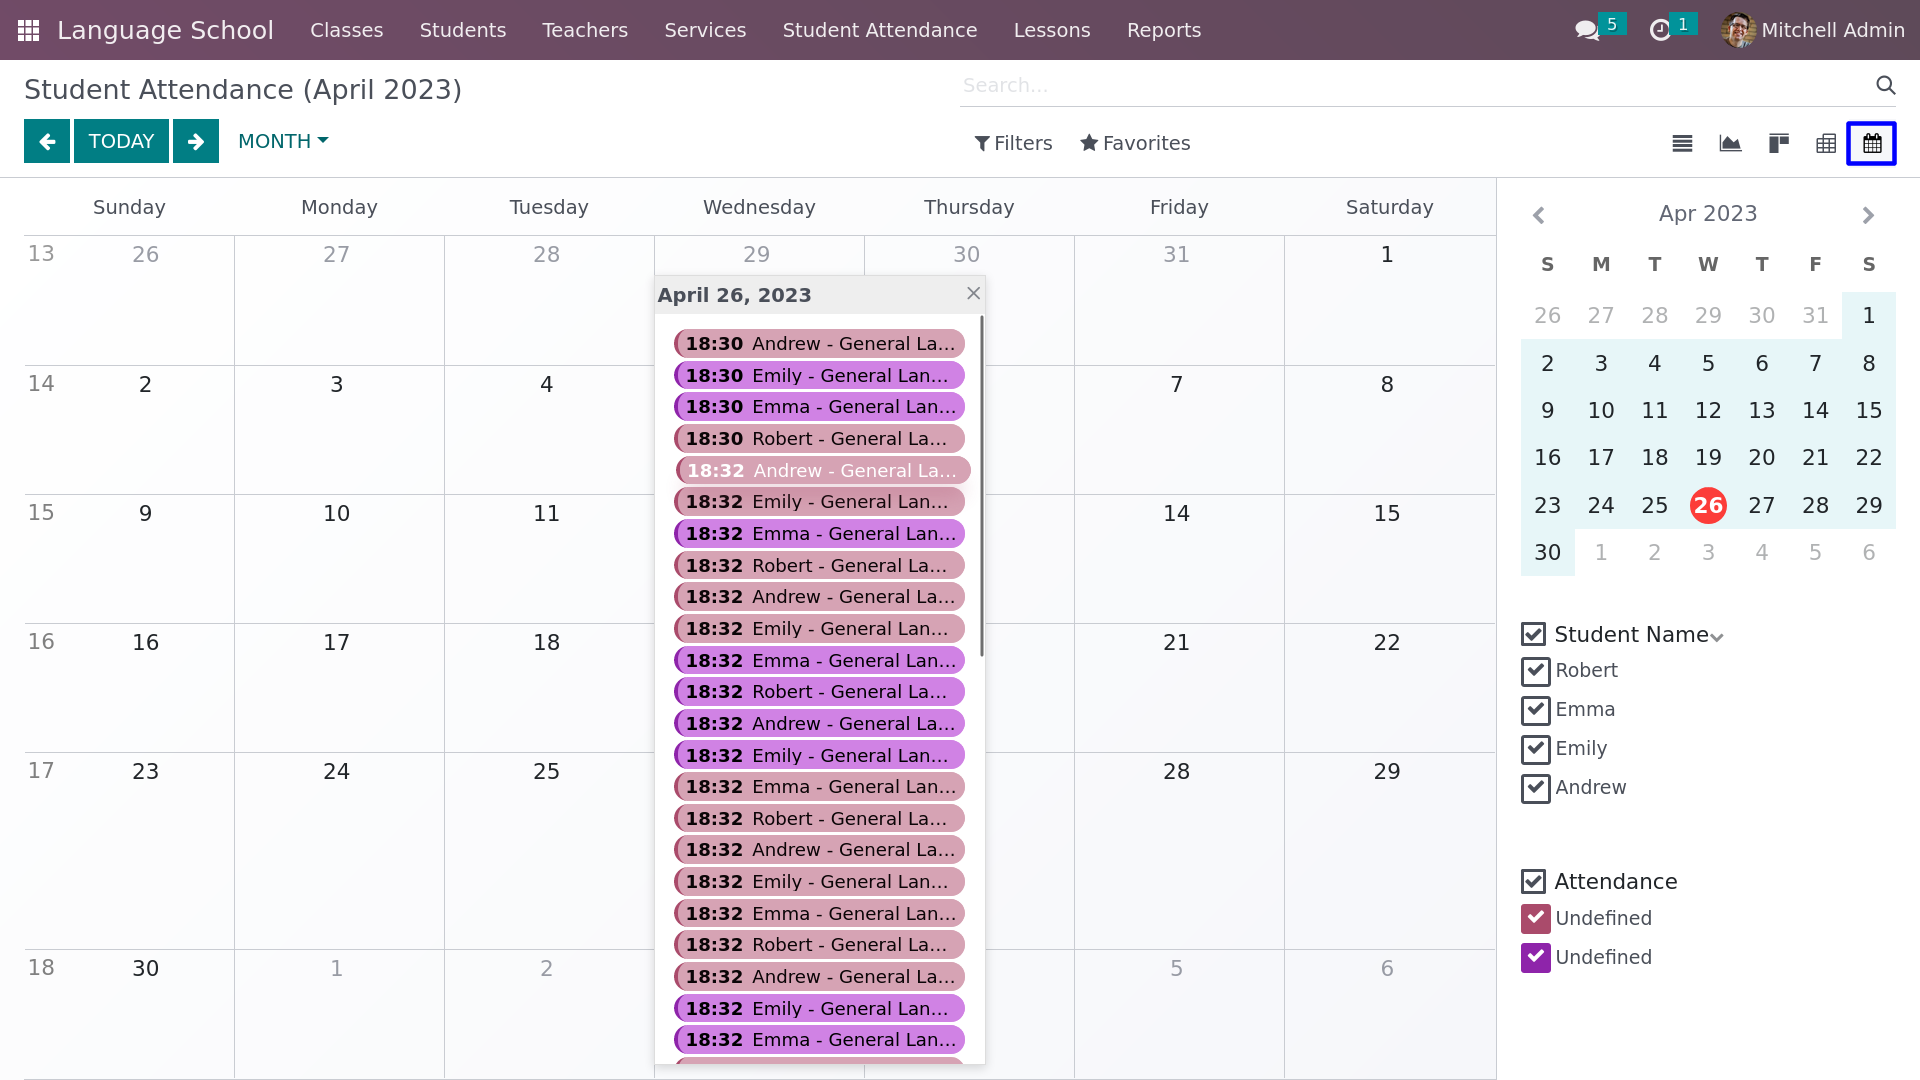 Language School Classes Students Teachers Services Student Attendance Lessons Reports 5 1 Mitchell Admin
Student Attendance (April 2023)
Search...
TODAY MONTH Filters Favorites
Sunday Monday Tuesday Wednesday Thursday Friday Saturday
13 26 27 28 29 30 31 1
14 2 3 4 7 8
15 9 10 11 14 15
16 16 17 18 21 22
17 23 24 25 28 29
18 30 1 2 5 6
April 26, 2023
18:30 Andrew - General La...
18:30 Emily - General Lan...
18:30 Emma - General Lan...
18:30 Robert - General La...
18:32 Andrew - General La...
18:32 Emily - General Lan...
18:32 Emma - General Lan...
18:32 Robert - General La...
18:32 Andrew - General La...
18:32 Emily - General Lan...
18:32 Emma - General Lan...
18:32 Robert - General La...
18:32 Andrew - General La...
18:32 Emily - General Lan...
18:32 Emma - General Lan...
18:32 Robert - General La...
18:32 Andrew - General La...
18:32 Emily - General Lan...
18:32 Emma - General Lan...
18:32 Robert - General La...
18:32 Andrew - General La...
18:32 Emily - General Lan...
18:32 Emma - General Lan...
Apr 2023
S M T W T F S
26 27 28 29 30 31 1
2 3 4 5 6 7 8
9 10 11 12 13 14 15
16 17 18 19 20 21 22
23 24 25 26 27 28 29
30 1 2 3 4 5 6
Student Name
Robert
Emma
Emily
Andrew
Attendance
Undefined
Undefined